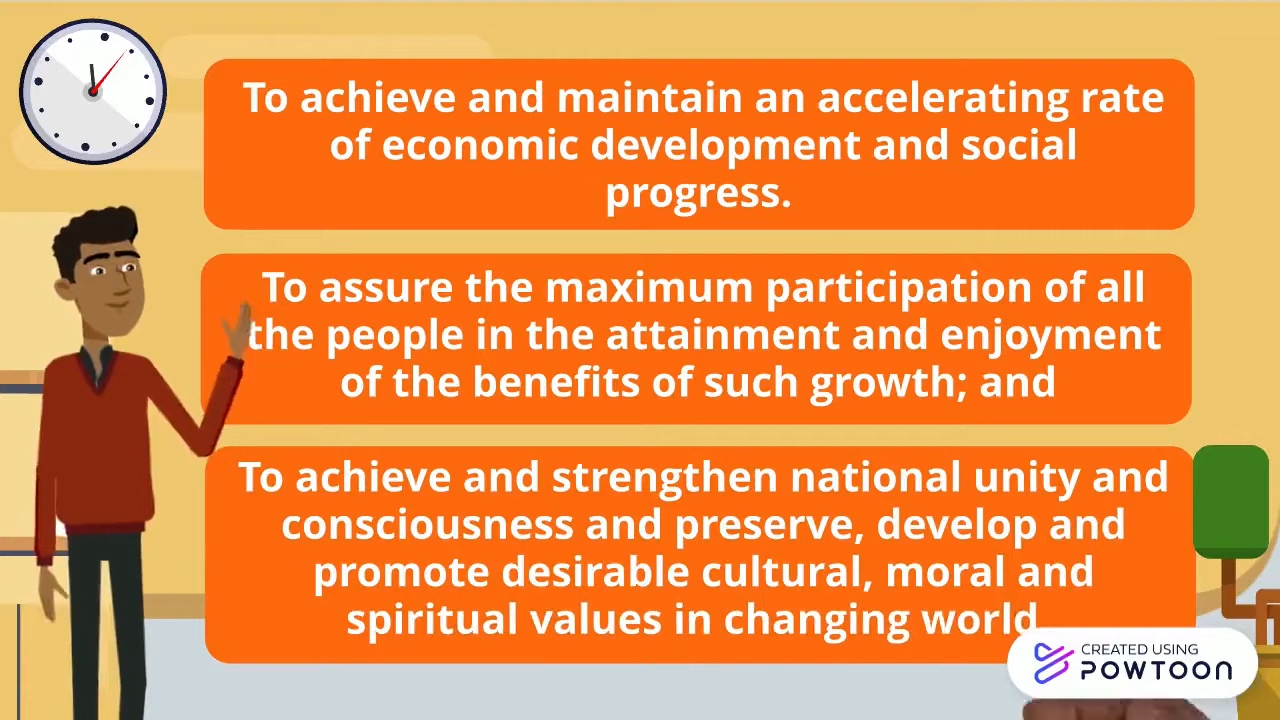 To achieve and maintain an accelerating rate
of economic development and social
progress.
To assure the maximum participation of all
the people in the attainment and enjoyment
of the benefits of such growth; and
To achieve and strengthen national unity and
consciousness and preserve, develop and
promote desirable cultural, moral and
spiritual values in changing world
CREATED USING
POWTOON